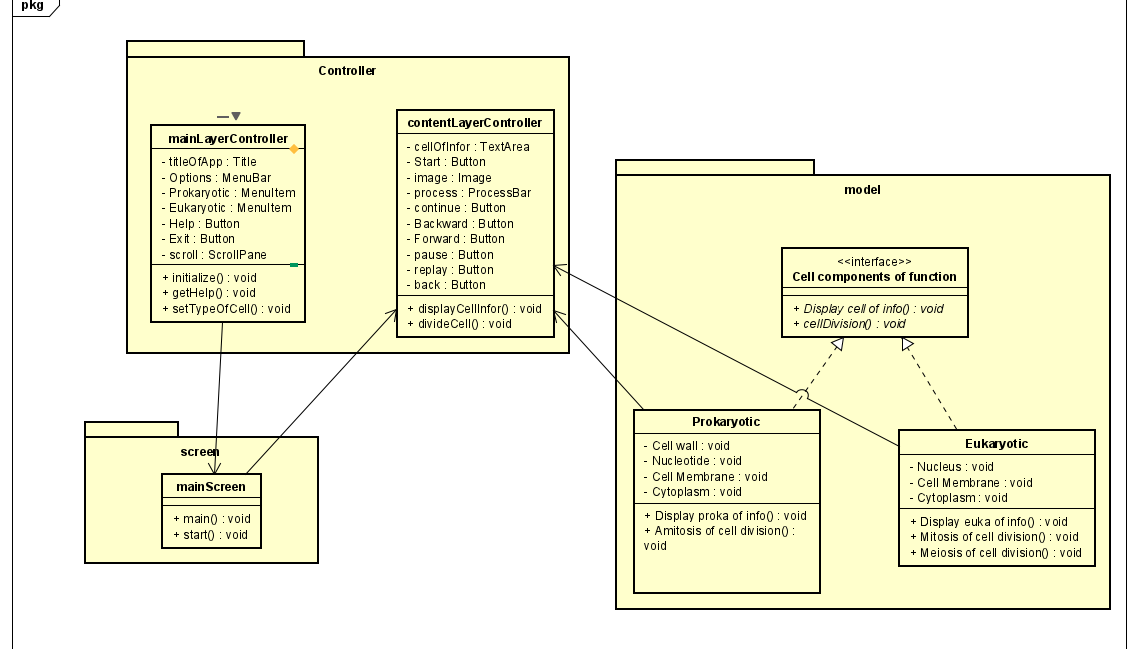 pkg
Controller
mainLayerController
- titleOfApp : Title
- Options : MenuBar
- Prokaryotic : MenuItem
- Eukaryotic : MenuItem
- Help : Button
- Exit : Button
- scroll : ScrollPane
+ initialize() : void
+ getHelp() : void
+ setTypeOfCell() : void
contentLayerController
- cellOfInfor : TextArea
- Start : Button
- image : Image
- process : ProcessBar
- continue : Button
- Backward : Button
- Forward : Button
- pause : Button
- replay : Button
- back : Button
+ displayCellInfor() : void
+ divideCell() : void
model
<<interface>>
Cell components of function
+ Display cell of info() : void
+ cellDivision() : void
Prokaryotic
- Cell wall : void
- Nucleotide : void
- Cell Membrane : void
- Cytoplasm : void
+ Display proka of info() : void
+ Amitosis of cell division() :
void
Eukaryotic
- Nucleus : void
- Cell Membrane : void
- Cytoplasm : void
+ Display euka of info() : void
+ Mitosis of cell division() : void
+ Meiosis of cell division() : void
screen
mainScreen
+ main() : void
+ start() : void